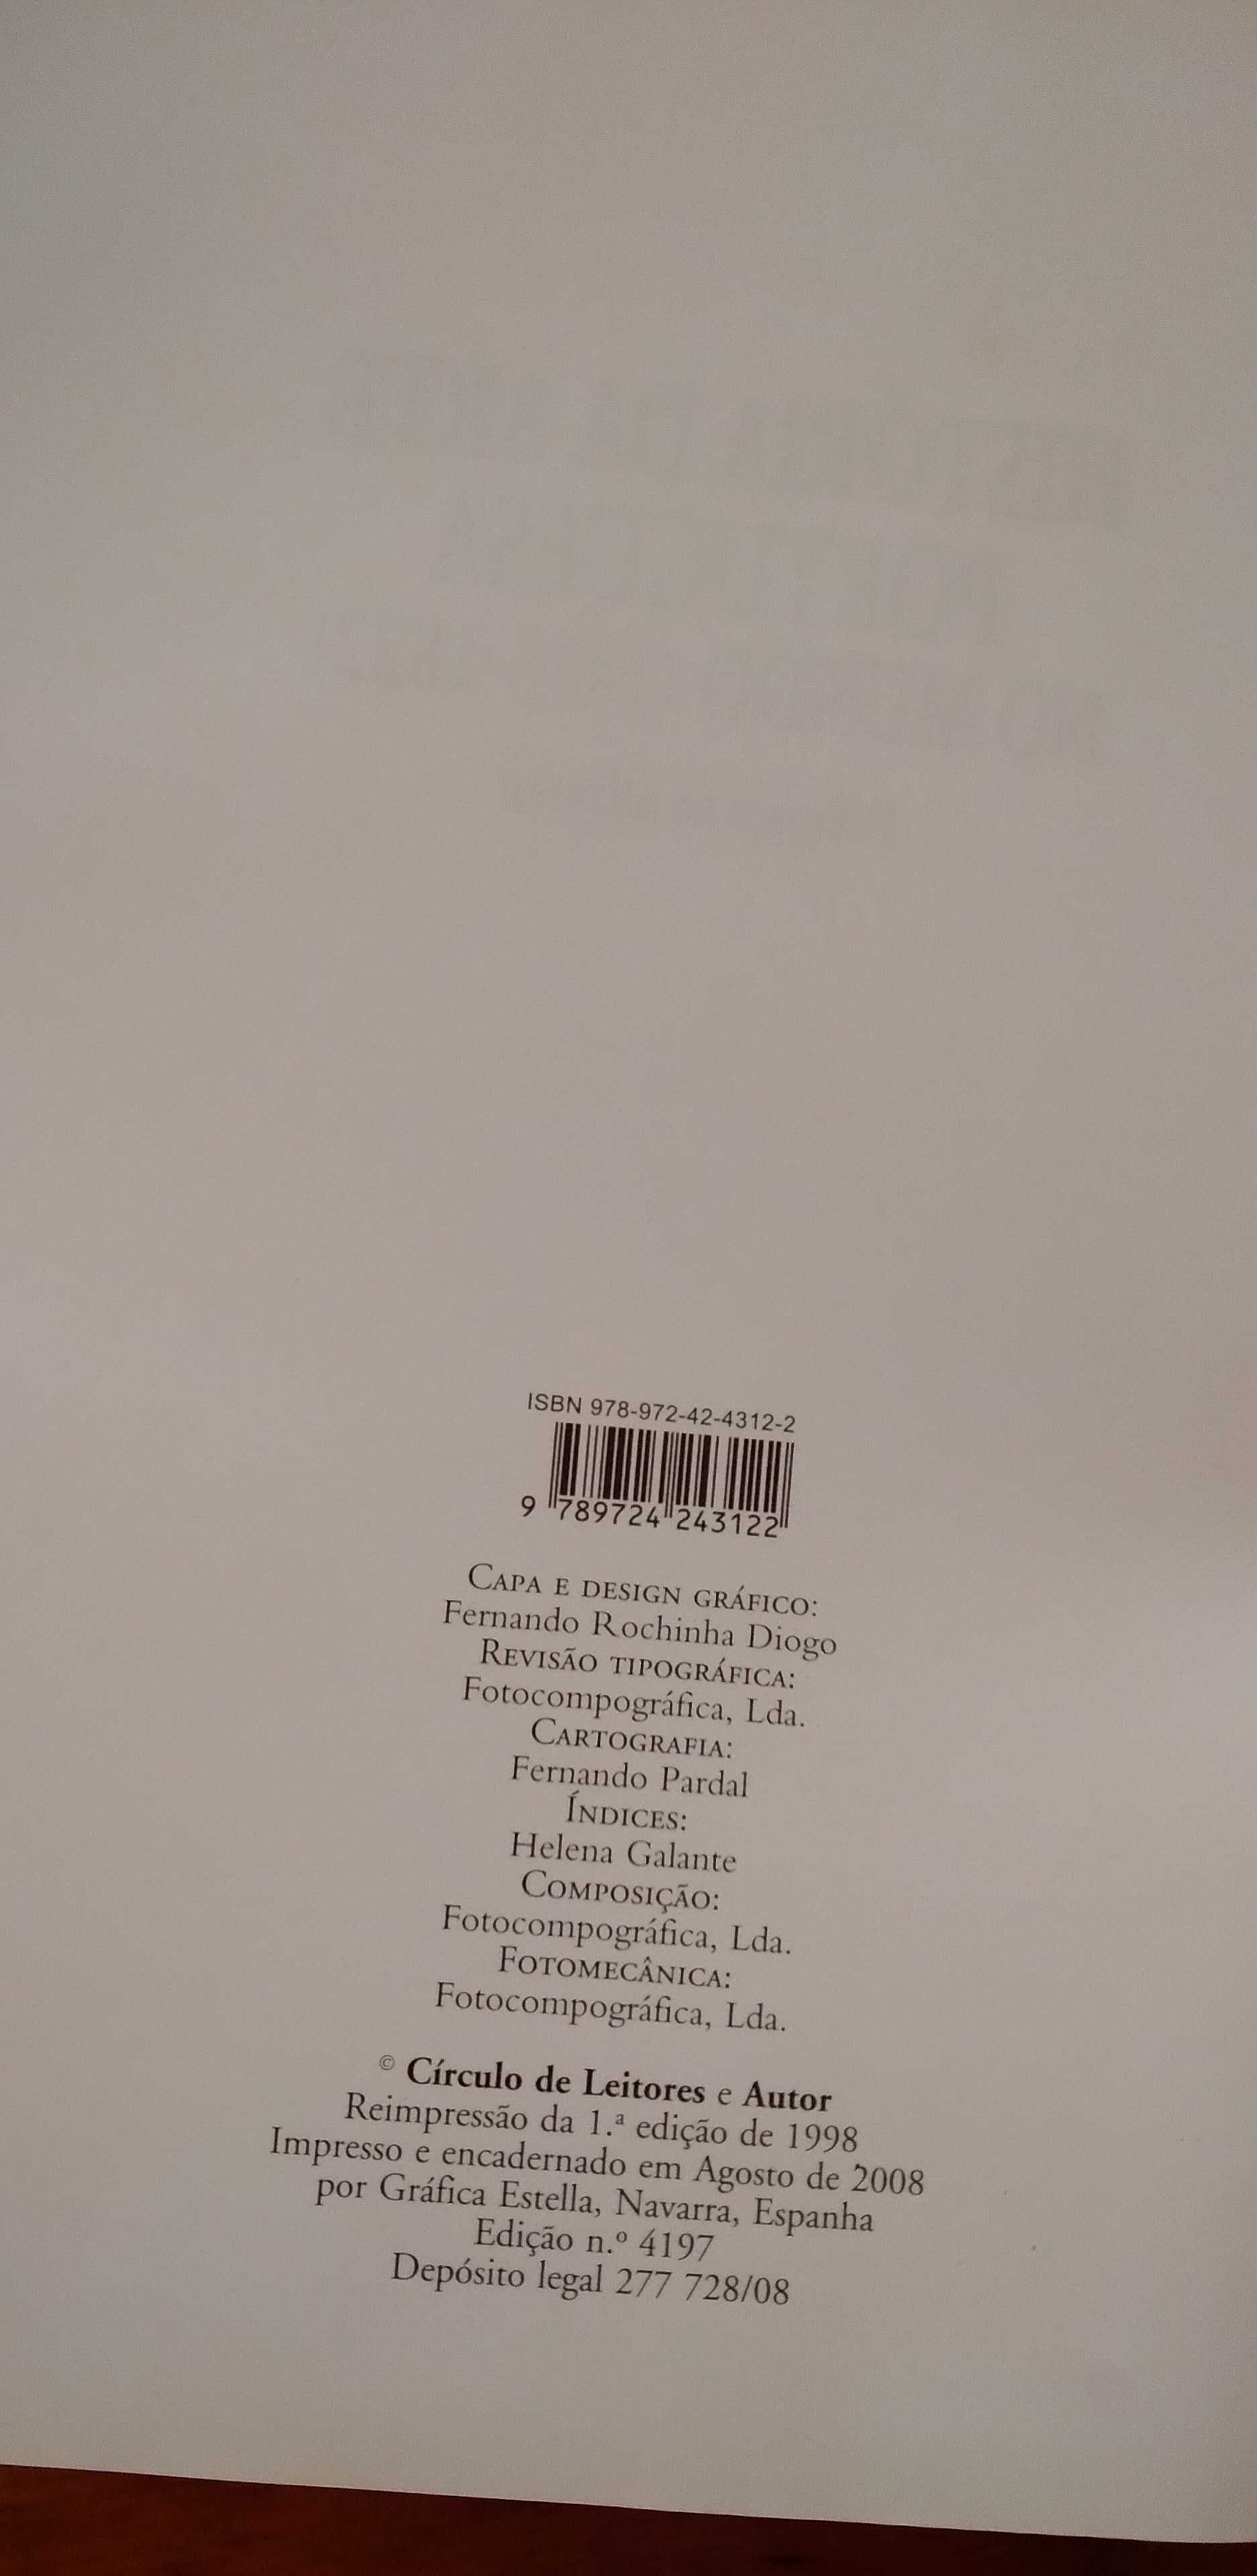 ISBN 978-972-42-4312-2
9 789724 243122
CAPA E DESIGN GRÁFICO:
Fernando Rochinha Diogo
REVISÃO TIPOGRÁFICA:
Fotocompográfica, Lda.
CARTOGRAFIA:
Fernando Pardal
ÍNDICES:
Helena Galante
COMPOSIÇÃO:
Fotocompográfica, Lda.
FOTOMECÂNICA:
Fotocompográfica, Lda.
© Círculo de Leitores e Autor
Reimpressão da 1.ª edição de 1998
Impresso e encadernado em Agosto de 2008
por Gráfica Estella, Navarra, Espanha
Edição n.º 4197
Depósito legal 277 728/08